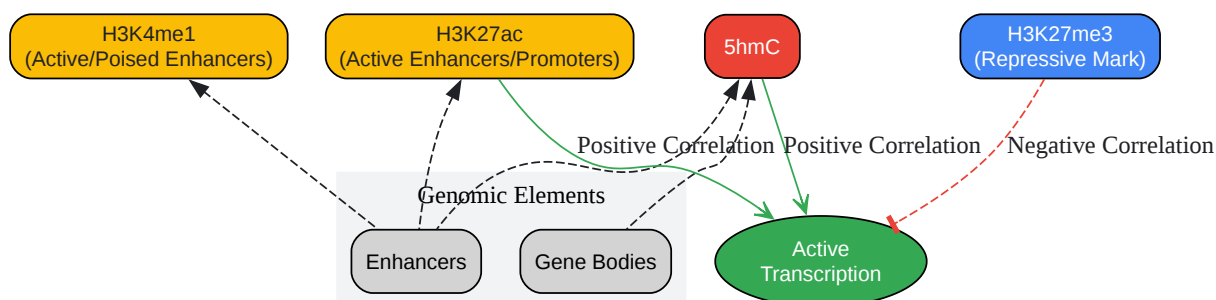 H3K4me1
(Active/Poised Enhancers)
H3K27ac
(Active Enhancers/Promoters)
5hmC
H3K27me3
(Repressive Mark)
Positive Correlation
Positive Correlation
Negative Correlation
Genomic Elements
Enhancers
Gene Bodies
Active
Transcription